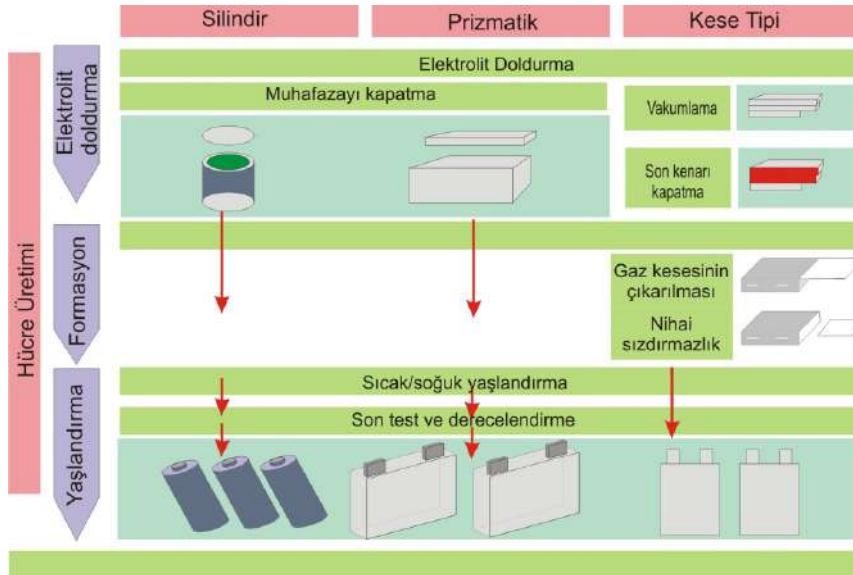 Silindir
Prizmatik
Kese Tipi
Hücre Üretimi
Elektrolit
doldurma
Elektrolit Doldurma
Muhafazayı kapatma
Vakumlama
Son kenarı
kapatma
Formasyon
Gaz kesesinin
çıkarılması
Nihai
sızdırmazlık
Yaşlandırma
Sıcak/soğuk yaşlandırma
Son test ve derecelendirme